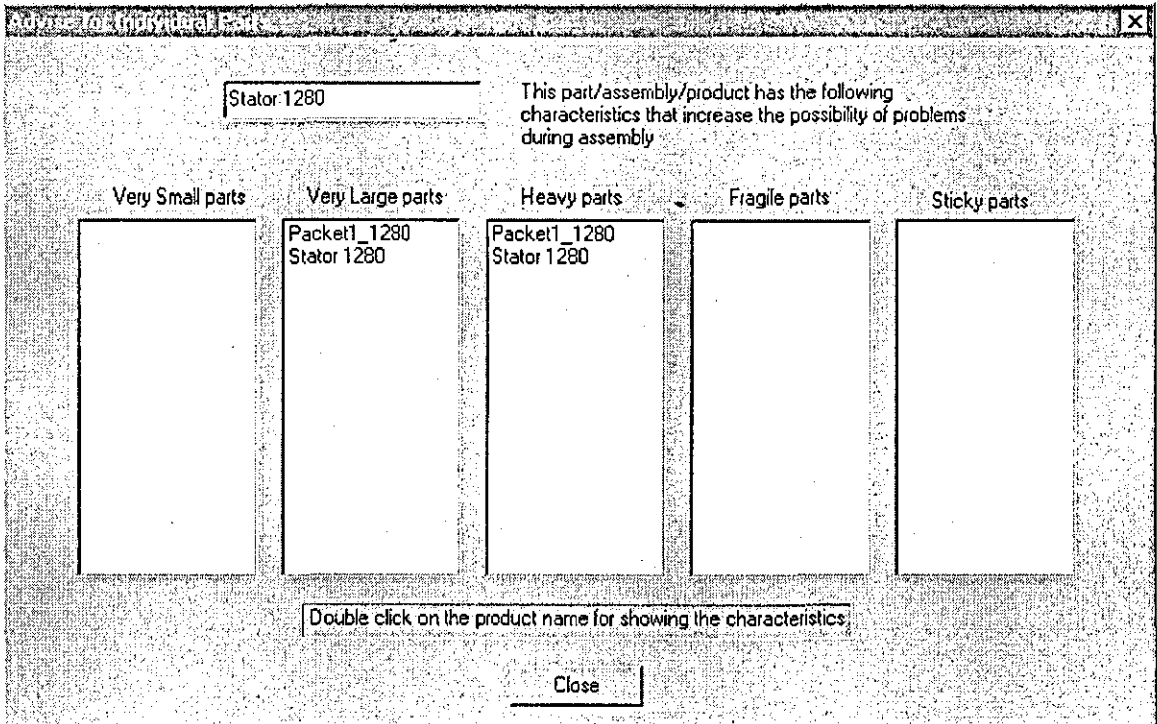 Advise for Individual Parts
Stator 1280
This part/assembly/product has the following
characteristics that increase the possibility of problems
during assembly
Very Small parts
Very Large parts
Heavy parts
Fragile parts
Sticky parts
Packet1_1280
Stator 1280
Packet1_1280
Stator 1280
Double click on the product name for showing the characteristics
Close